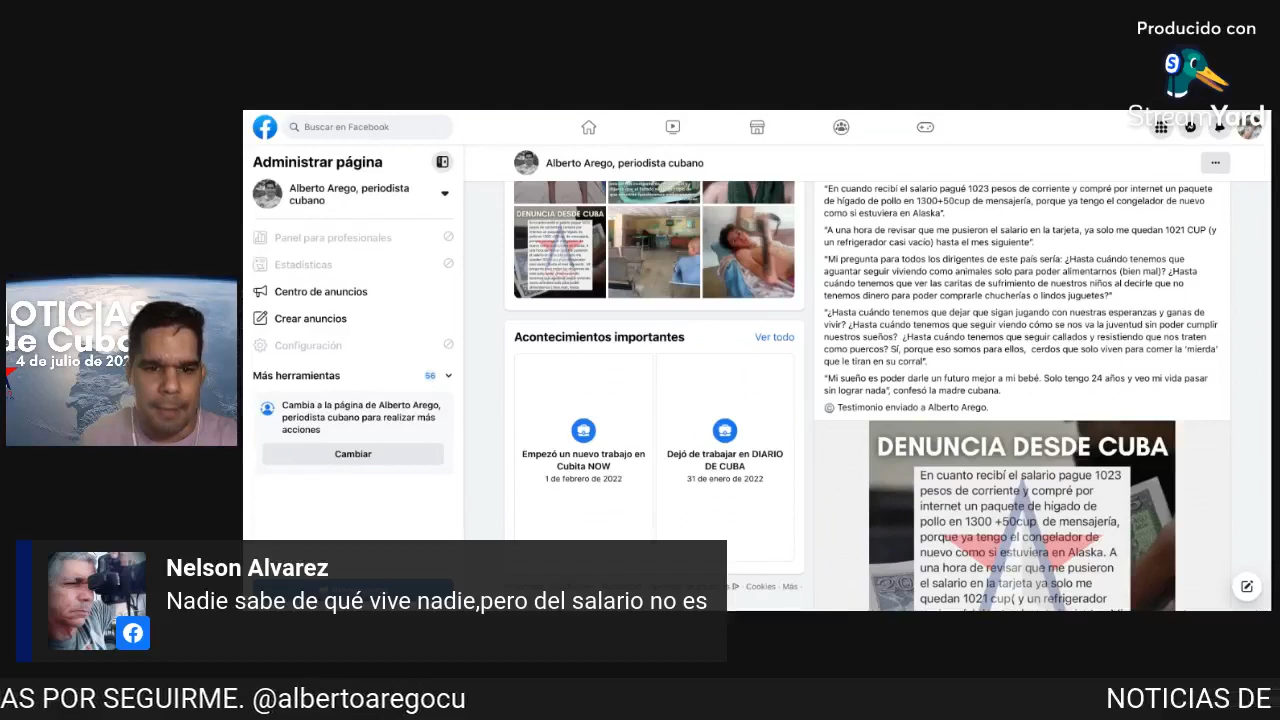 Producido con
StreamYard
Buscar en Facebook
Administrar página
Alberto Arego, periodista
cubano
Panel para profesionales
Estadísticas
Centro de anuncios
Crear anuncios
Configuración
Más herramientas
56
Cambia a la página de Alberto Arego,
periodista cubano para realizar más
acciones
Cambiar
Alberto Arego, periodista cubano
DENUNCIA DESDE CUBA
Acontecimientos importantes
Ver todo
Empezó un nuevo trabajo en
Cubita NOW
1 de febrero de 2022
Dejó de trabajar en DIARIO
DE CUBA
31 de enero de 2022
Cookies · Más ·
"En cuando recibí el salario pagué 1023 pesos de corriente y compré por internet un paquete
de hígado de pollo en 1300+50cup de mensajería, porque ya tengo el congelador de nuevo
como si estuviera en Alaska".
"A una hora de revisar que me pusieron el salario en la tarjeta, ya solo me quedan 1021 CUP (y
un refrigerador casi vacío) hasta el mes siguiente".
"Mi pregunta para todos los dirigentes de este país sería: ¿Hasta cuándo tenemos que
aguantar seguir viviendo como animales solo para poder alimentarnos (bien mal)? ¿Hasta
cuándo tenemos que ver las caritas de sufrimiento de nuestros niños al decirle que no
tenemos dinero para poder comprarle chucherías o lindos juguetes?"
"¿Hasta cuándo tenemos que dejar que sigan jugando con nuestras esperanzas y ganas de
vivir? ¿Hasta cuándo tenemos que seguir viendo cómo se nos va la juventud sin poder cumplir
nuestros sueños? ¿Hasta cuándo tenemos que seguir callados y resistiendo que nos traten
como puercos? Sí, porque eso somos para ellos, cerdos que solo viven para comer la 'mierda'
que le tiran en su corral".
"Mi sueño es poder darle un futuro mejor a mi bebé. Solo tengo 24 años y veo mi vida pasar
sin lograr nada", confesó la madre cubana.
© Testimonio enviado a Alberto Arego.
DENUNCIA DESDE CUBA
En cuanto recibí el salario pague 1023
pesos de corriente y compré por
internet un paquete de hígado de
pollo en 1300 +50cup de mensajería,
porque ya tengo el congelador de
nuevo como si estuviera en Alaska. A
una hora de revisar que me pusieron
el salario en la tarjeta ya solo me
quedan 1021 cup( y un refrigerador
OTICIAS
de Cuba
4 de julio de 202
Nelson Alvarez
Nadie sabe de qué vive nadie,pero del salario no es
AS POR SEGUIRME. @albertoaregocu
NOTICIAS DE